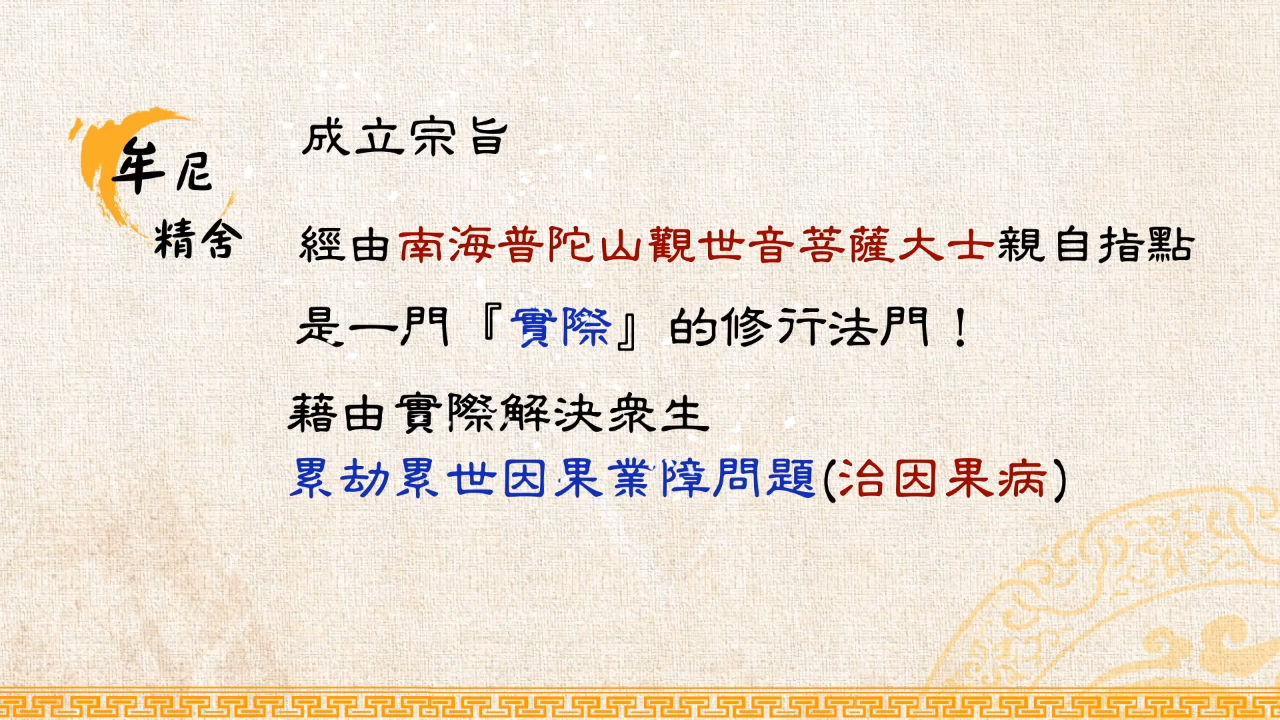 牟尼
精舍
成立宗旨
經由南海普陀山觀世音菩薩大士親自指點
是一門『實際』的修行法門！
藉由實際解決衆生
累劫累世因果業障問題(治因果病)